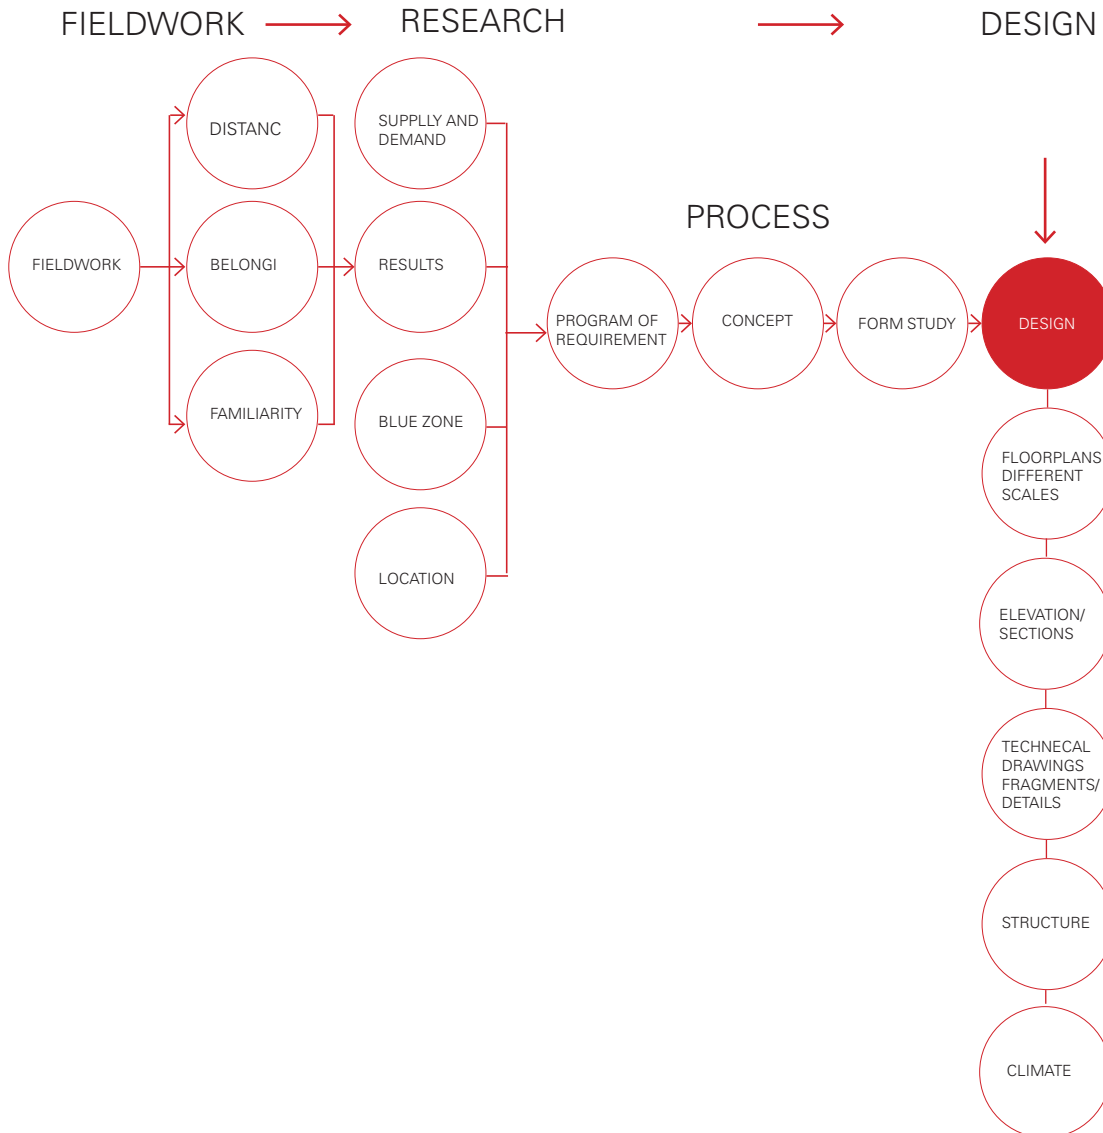 FIELDWORK
RESEARCH
DESIGN
DISTANC
SUPPLLY AND
DEMAND
PROCESS
FIELDWORK
BELONGI
RESULTS
PROGRAM OF
REQUIREMENT
CONCEPT
FORM STUDY
DESIGN
FAMILIARITY
BLUE ZONE
FLOORPLANS
DIFFERENT
SCALES
LOCATION
ELEVATION/
SECTIONS
TECHNECAL
DRAWINGS
FRAGMENTS/
DETAILS
STRUCTURE
CLIMATE